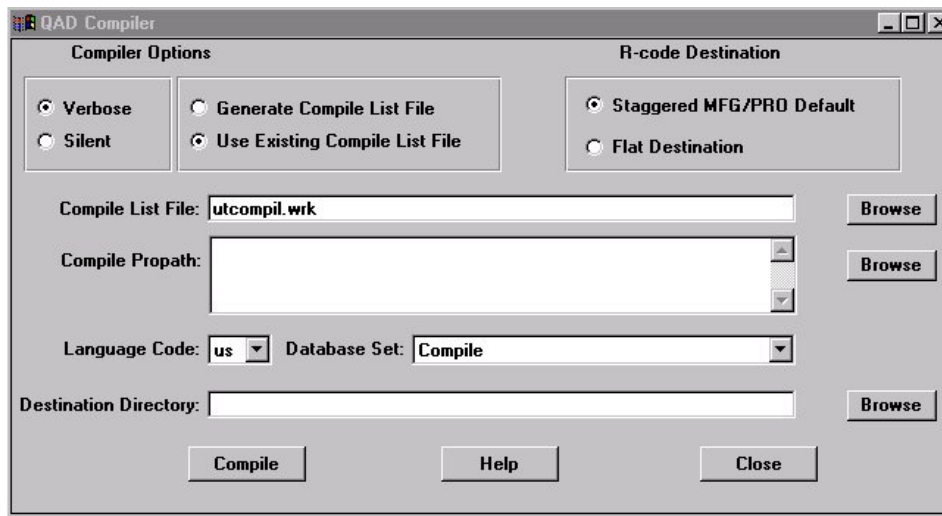 QAD Compiler
Compiler Options
R-code Destination
Verbose
Silent
Generate Compile List File
Use Existing Compile List File
Staggered MFG/PRO Default
Flat Destination
Compile List File: utcompil.wrk Browse
Compile Propath: Browse
Language Code: us Database Set: Compile
Destination Directory: Browse
Compile Help Close